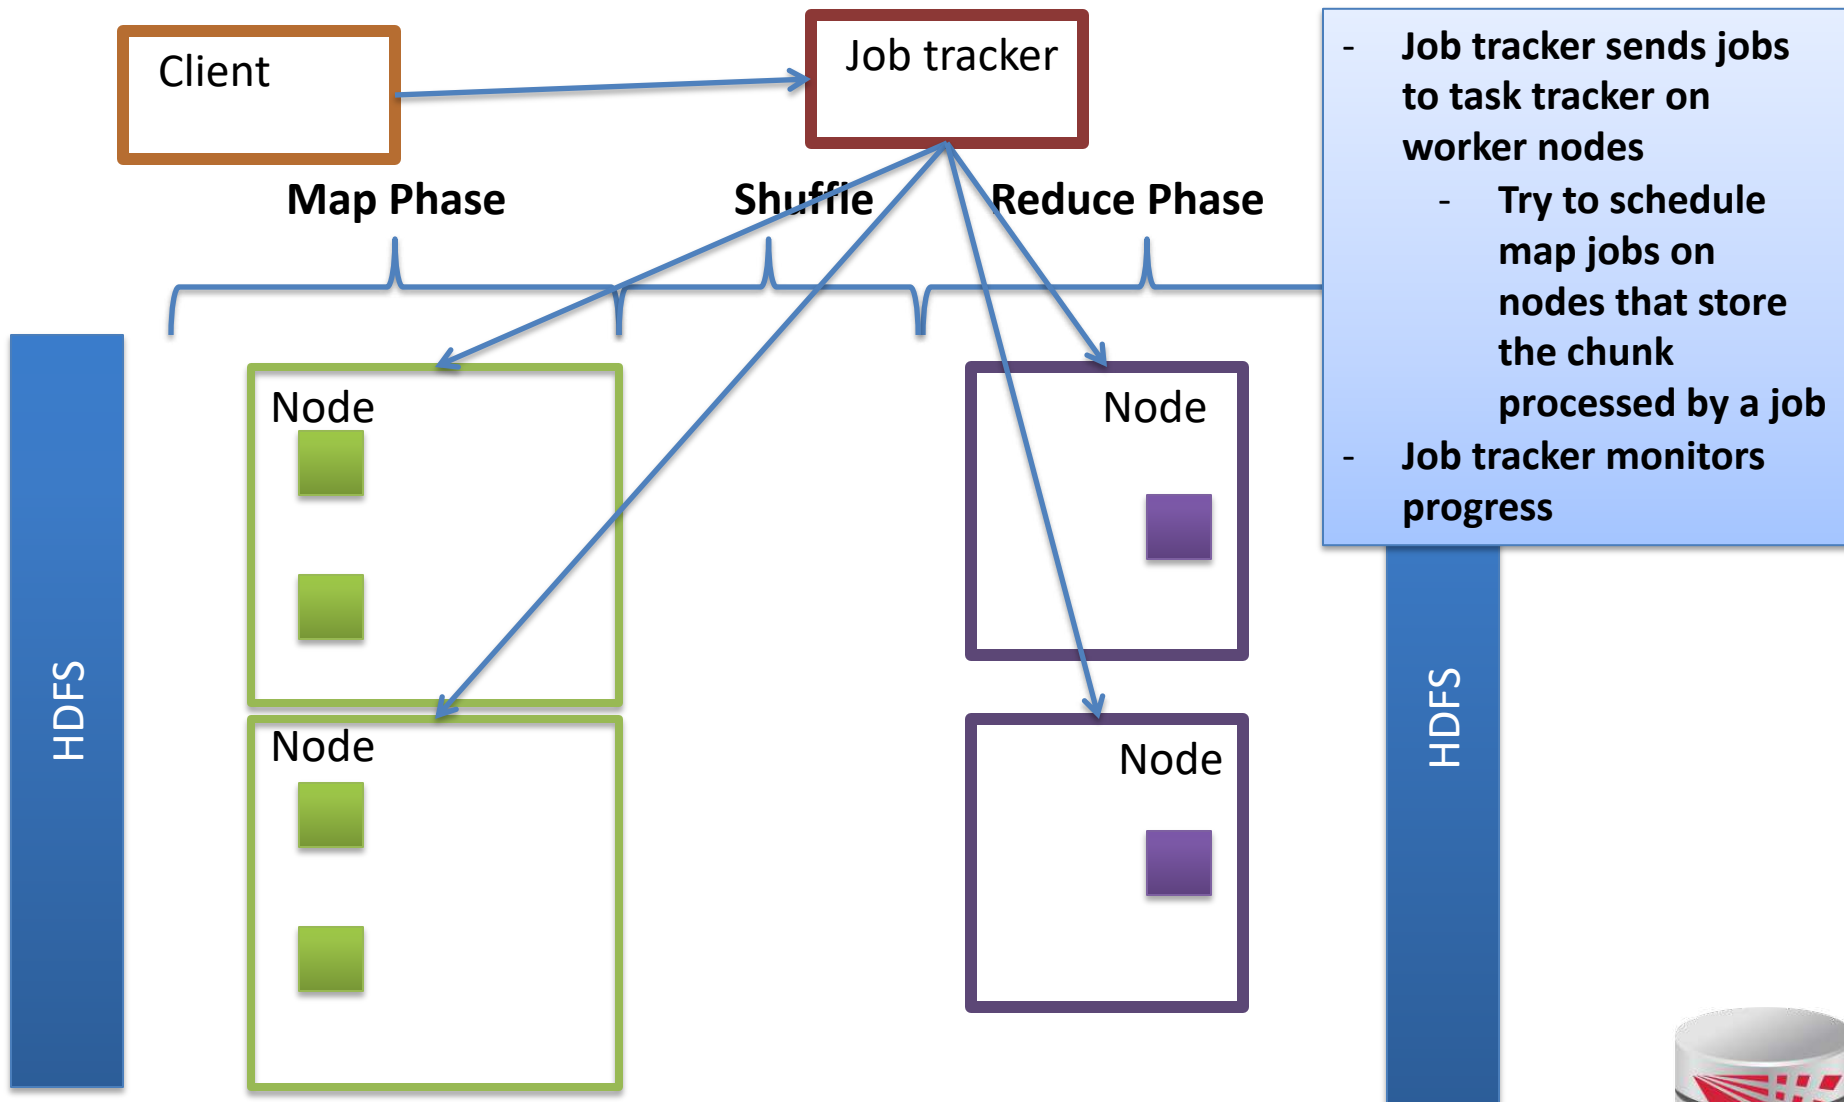 Client
Job tracker
Map Phase
Shuffle
Reduce Phase
- Job tracker sends jobs
to task tracker on
worker nodes
- Try to schedule
map jobs on
nodes that store
the chunk
processed by a job
- Job tracker monitors
progress
HDFS
Node
Node
Node
Node
HDFS